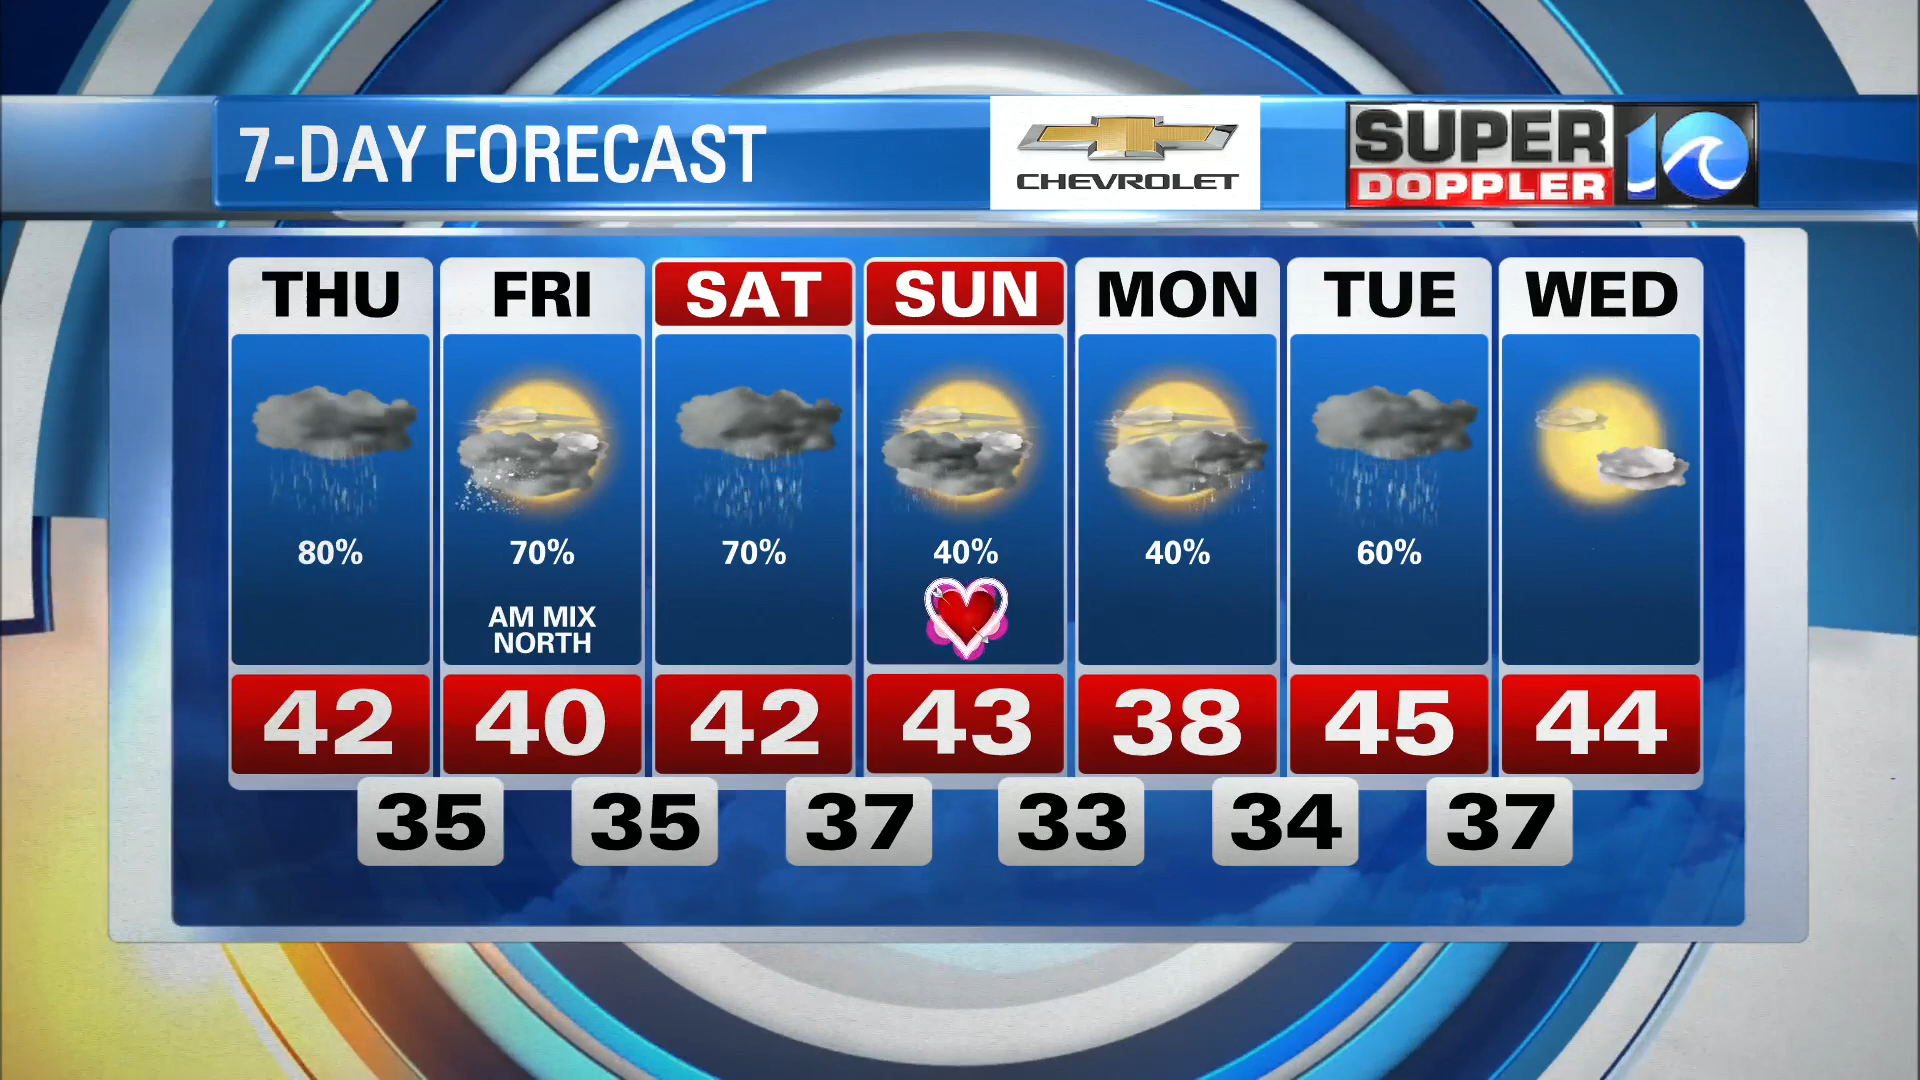 7-DAY FORECAST
CHEVROLET
SUPER
DOPPLER
10
THU FRI SAT SUN MON TUE WED
80% 70% 70% 40% 40% 60%
AM MIX
NORTH
42 40 42 43 38 45 44
35 35 37 33 34 37